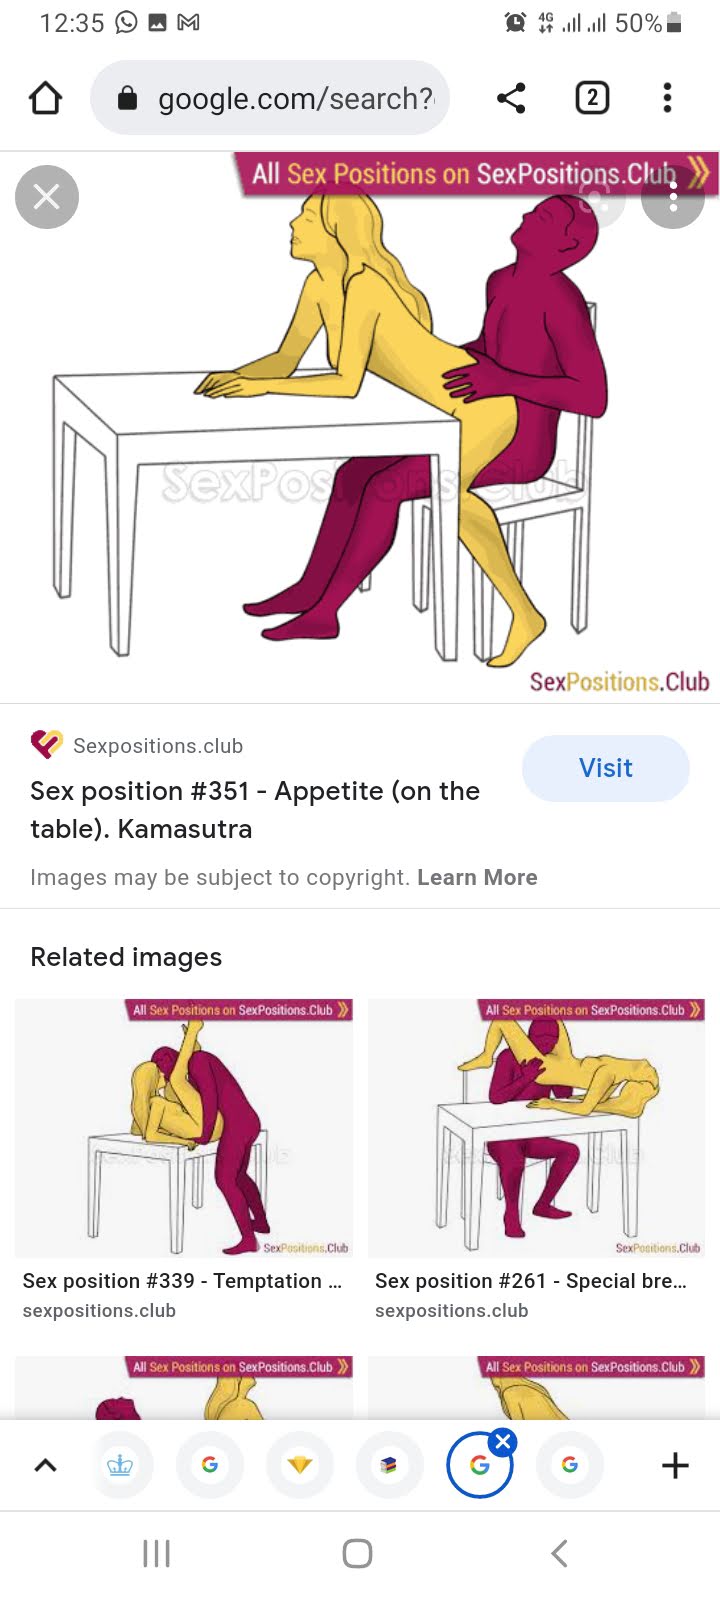 12:35
4G
50%
google.com/search?
2
All Sex Positions on SexPositions.Club
SexPositions.Club
SexPositions.Club
Sexpositions.club
Sex position #351 - Appetite (on the
table). Kamasutra
Visit
Images may be subject to copyright. Learn More
Related images
All Sex Positions on SexPositions.Club
All Sex Positions on SexPositions.Club
SexPositions.Club
SexPositions.Club
Sex position #339 - Temptation ...
Sex position #261 - Special bre...
sexpositions.club
sexpositions.club
All Sex Positions on SexPositions.Club
All Sex Positions on SexPositions.Club